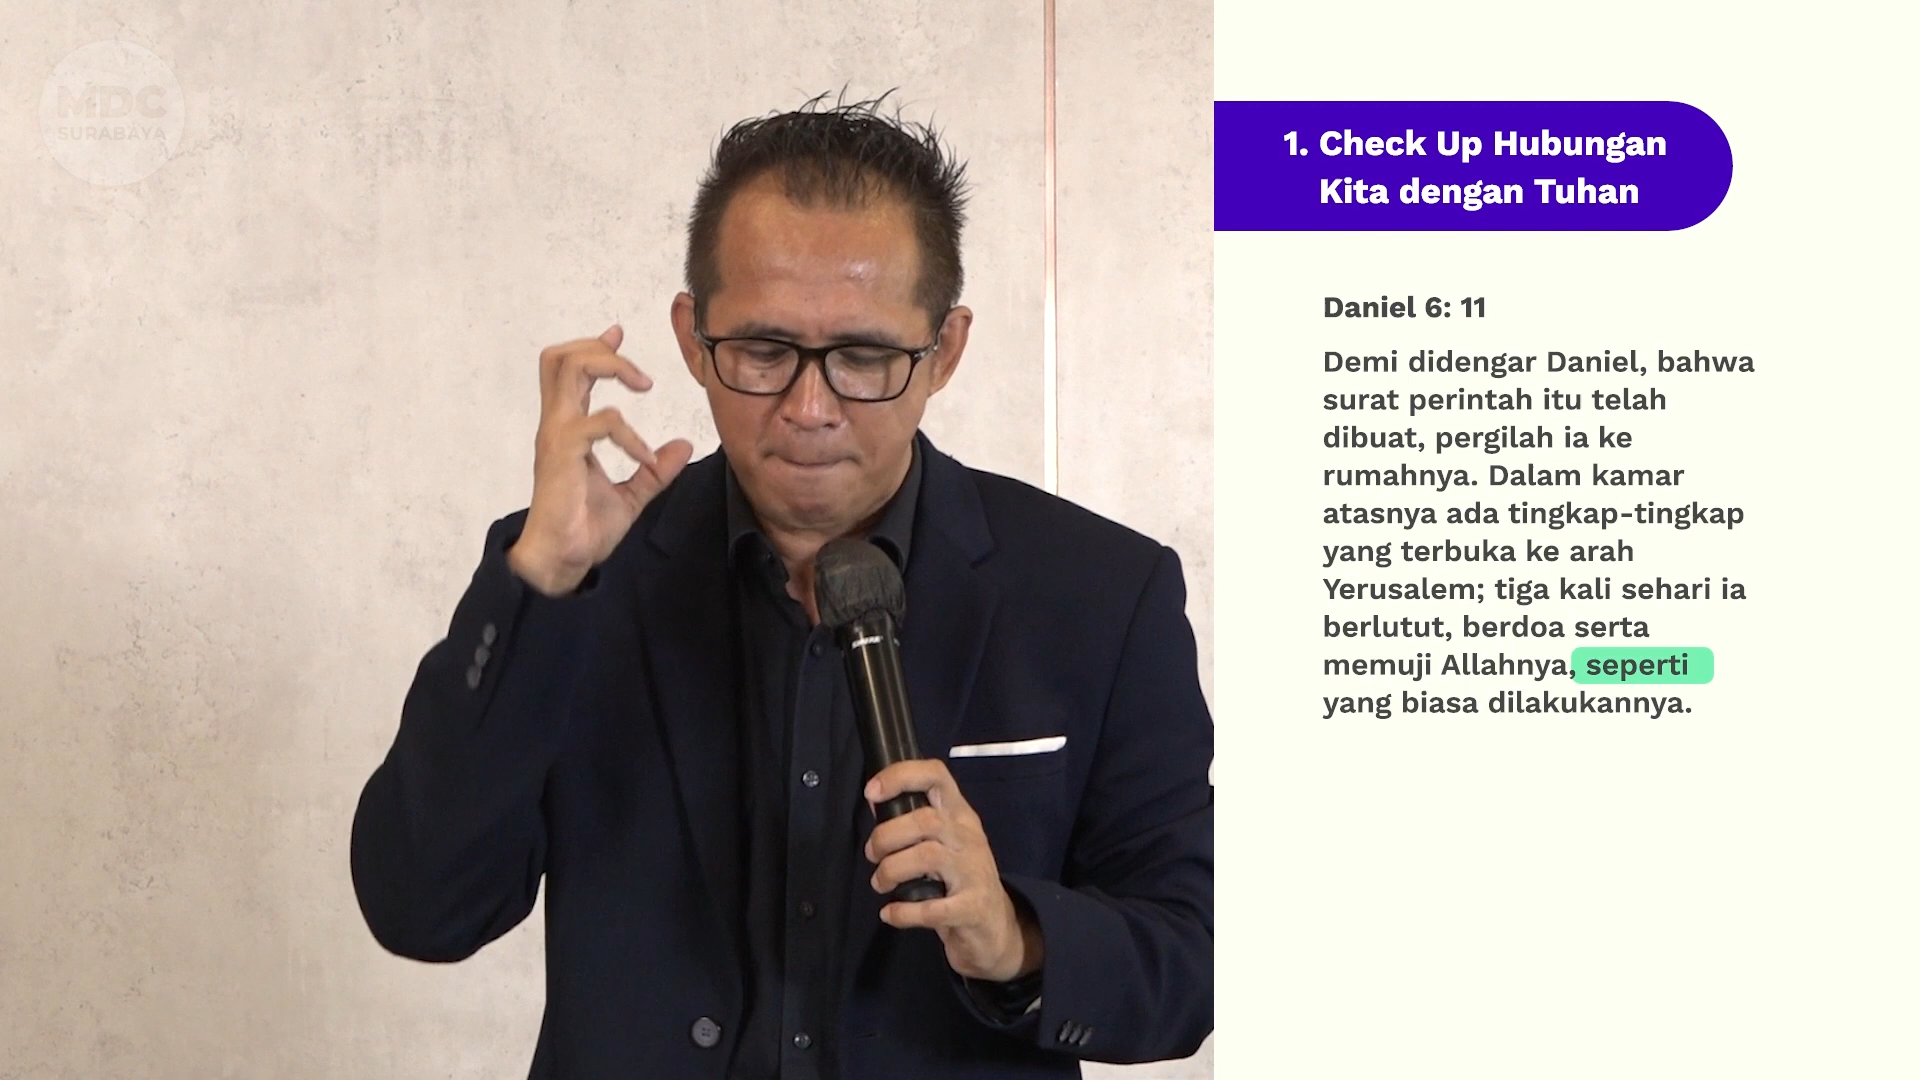 MDC
SURABAYA
1. Check Up Hubungan
Kita dengan Tuhan
Daniel 6: 11
Demi didengar Daniel, bahwa
surat perintah itu telah
dibuat, pergilah ia ke
rumahnya. Dalam kamar
atasnya ada tingkap-tingkap
yang terbuka ke arah
Yerusalem; tiga kali sehari ia
berlutut, berdoa serta
memuji Allahnya, seperti
yang biasa dilakukannya.